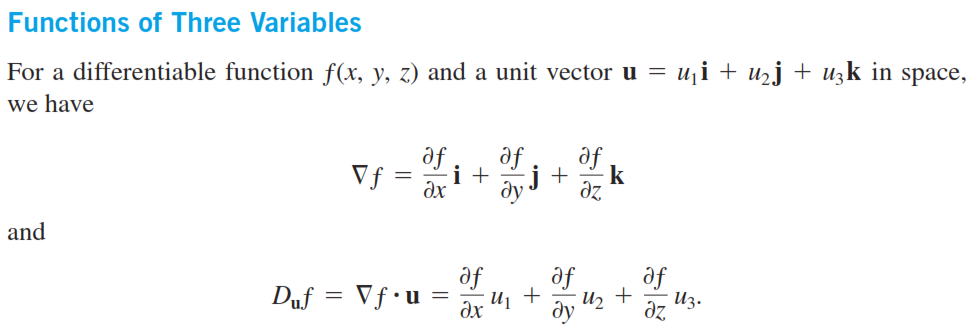 Functions of Three Variables
For a differentiable function f(x, y, z) and a unit vector u = u₁i + u₂j + u₃k in space,
we have
∇f = ∂f/∂x i + ∂f/∂y j + ∂f/∂z k
and
Dᵤf = ∇f · u = ∂f/∂x u₁ + ∂f/∂y u₂ + ∂f/∂z u₃.